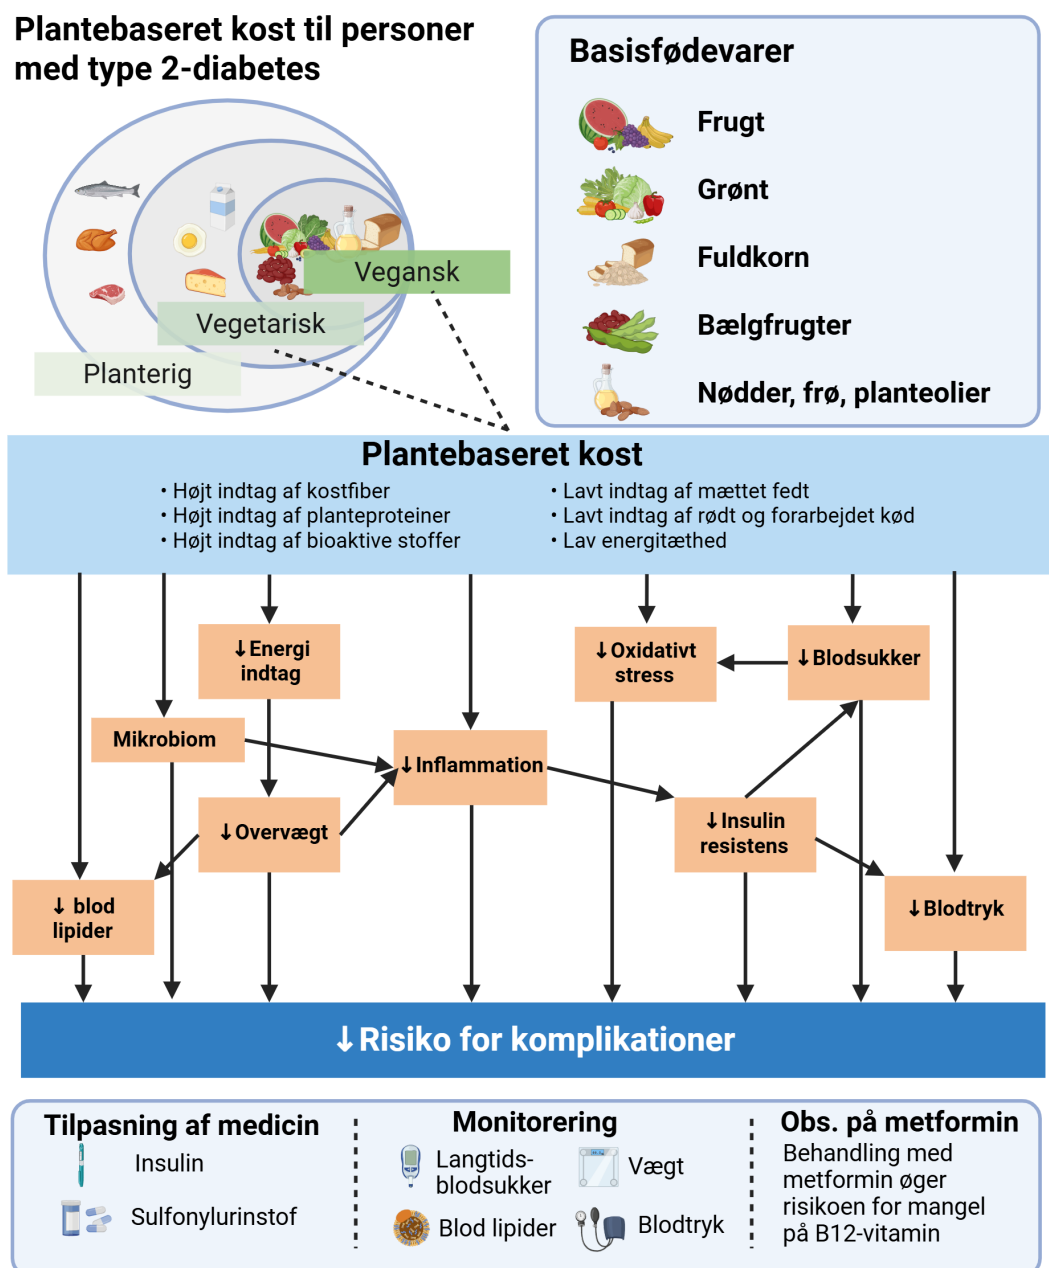 Plantebaseret kost til personer
med type 2-diabetes
Vegansk
Vegetarisk
Planterig
Basisfødevarer
Frugt
Grønt
Fuldkorn
Bælgfrugter
Nødder, frø, planteolier
Plantebaseret kost
• Højt indtag af kostfiber
• Højt indtag af planteproteiner
• Højt indtag af bioaktive stoffer
• Lavt indtag af mættet fedt
• Lavt indtag af rødt og forarbejdet kød
• Lav energitæthed
↓Energi
indtag
↓Oxidativt
stress
↓Blodsukker
Mikrobiom
↓Inflammation
↓Overvægt
↓Insulin
resistens
↓ blod
lipider
↓Blodtryk
↓Risiko for komplikationer
Tilpasning af medicin
Insulin
Sulfonylurinstof
Monitorering
Langtids-
blodsukker
Vægt
Blod lipider
Blodtryk
Obs. på metformin
Behandling med
metformin øger
risikoen for mangel
på B12-vitamin